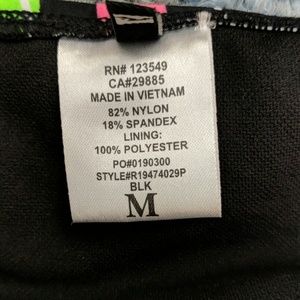 RN# 123549
CA#29885
MADE IN VIETNAM
82% NYLON
18% SPANDEX
LINING:
100% POLYESTER
PO#0190300
STYLE#R19474029P
BLK
M